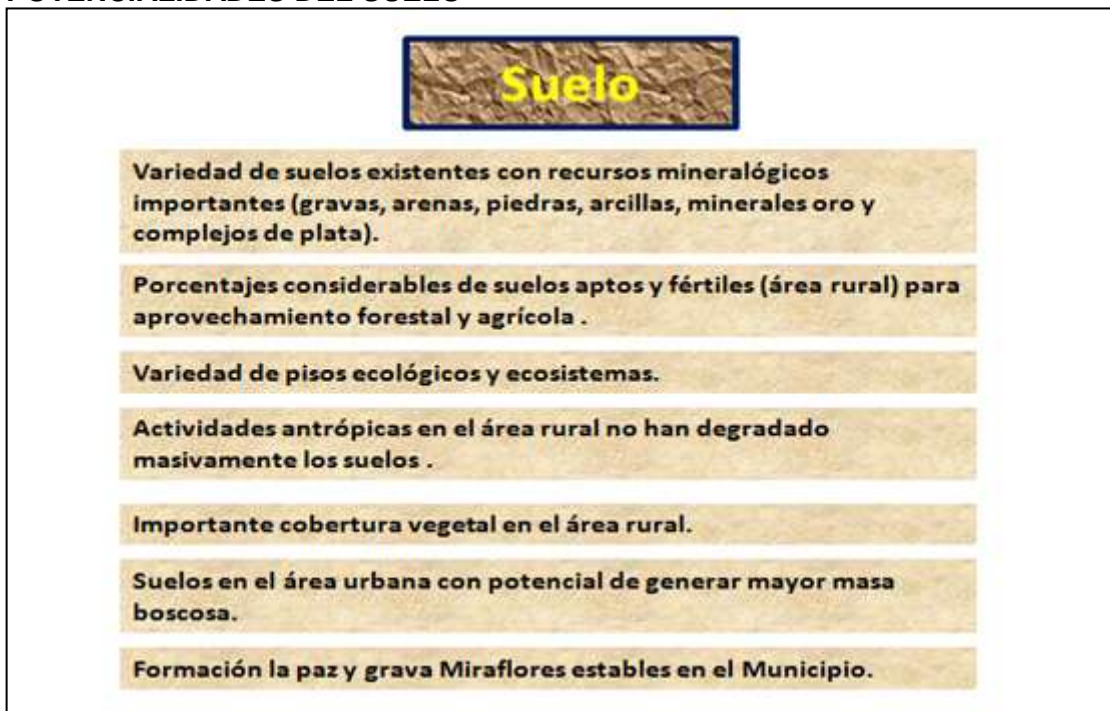 POTENCIALIDADES DEL SUELO
Suelo
Variedad de suelos existentes con recursos mineralógicos
importantes (gravas, arenas, piedras, arcillas, minerales oro y
complejos de plata).
Porcentajes considerables de suelos aptos y fértiles (área rural) para
aprovechamiento forestal y agrícola .
Variedad de pisos ecológicos y ecosistemas.
Actividades antrópicas en el área rural no han degradado
masivamente los suelos .
Importante cobertura vegetal en el área rural.
Suelos en el área urbana con potencial de generar mayor masa
boscosa.
Formación la paz y grava Miraflores estables en el Municipio.